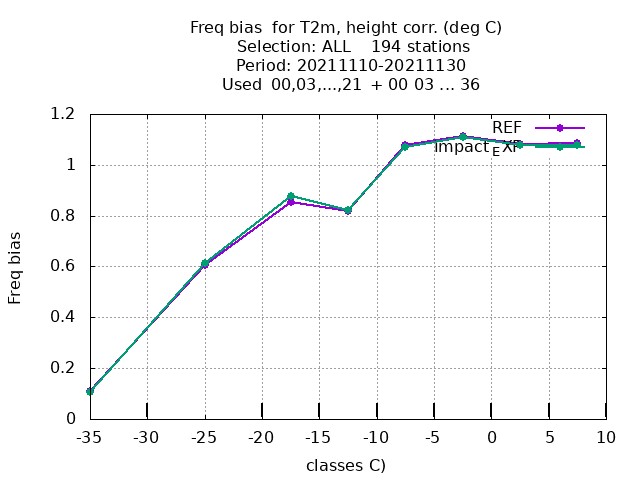 Freq bias  for T2m, height corr. (deg C)
Selection: ALL    194 stations
Period: 20211110-20211130
Used  00,03,...,21  + 00 03 ... 36
REF
Impact_EXP
1.2
1
0.8
0.6
0.4
0.2
0
Freq bias
-35 -30 -25 -20 -15 -10 -5 0 5 10
classes C)